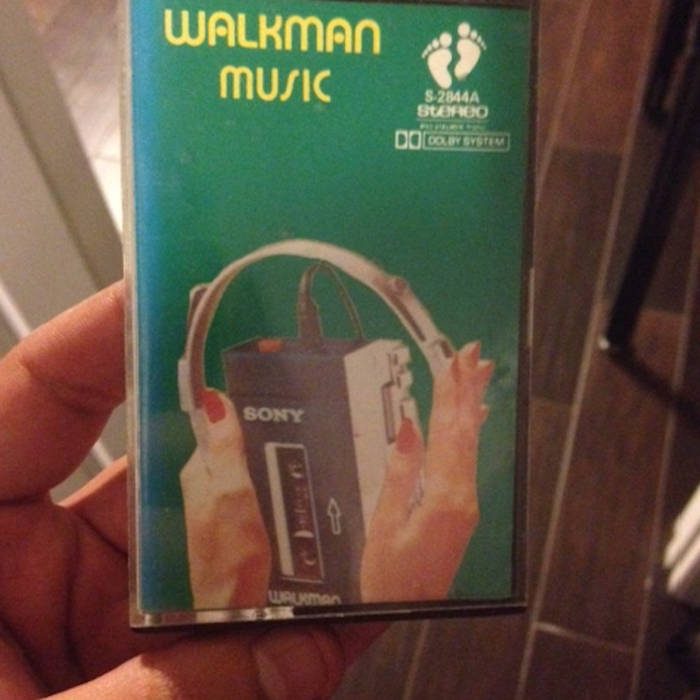 WALKMAN
MUSIC
S-2844A
STEREO
DOLBY SYSTEM
SONY
WALKMAN